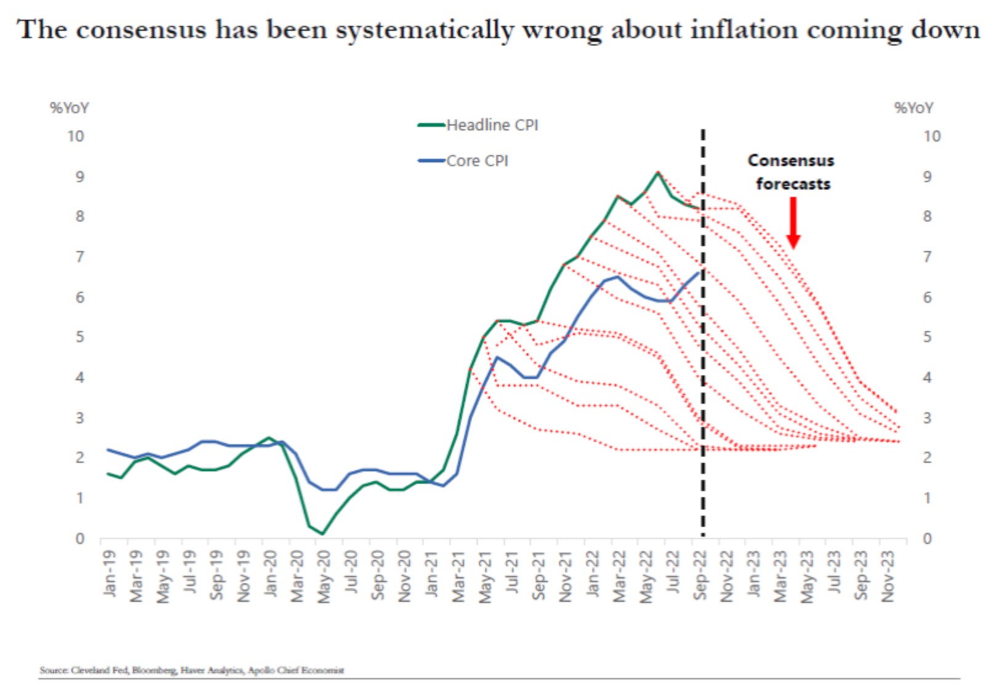 The consensus has been systematically wrong about inflation coming down
%YoY
%YoY
Headline CPI
Core CPI
Consensus
forecasts
10
9
8
7
6
5
4
3
2
1
0
10
9
8
7
6
5
4
3
2
1
0
Jan-19
Mar-19
May-19
Jul-19
Sep-19
Nov-19
Jan-20
Mar-20
May-20
Jul-20
Sep-20
Nov-20
Jan-21
Mar-21
May-21
Jul-21
Sep-21
Nov-21
Jan-22
Mar-22
May-22
Jul-22
Sep-22
Nov-22
Jan-23
Mar-23
May-23
Jul-23
Sep-23
Nov-23
Source: Cleveland Fed, Bloomberg, Haver Analytics, Apollo Chief Economist